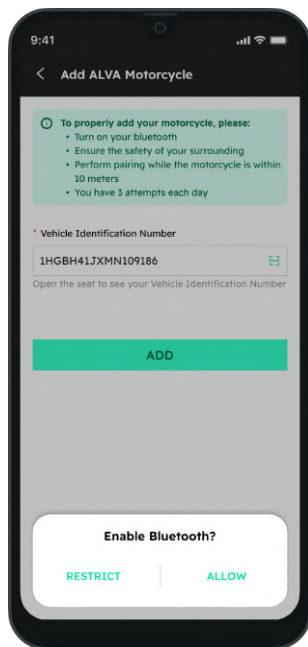 9:41
Add ALVA Motorcycle
To properly add your motorcycle, please:
• Turn on your bluetooth
• Ensure the safety of your surrounding
• Perform pairing while the motorcycle is within
10 meters
• You have 3 attempts each day
* Vehicle Identification Number
1HGBH41JXMN109186
Open the seat to see your Vehicle Identification Number
ADD
Enable Bluetooth?
RESTRICT ALLOW